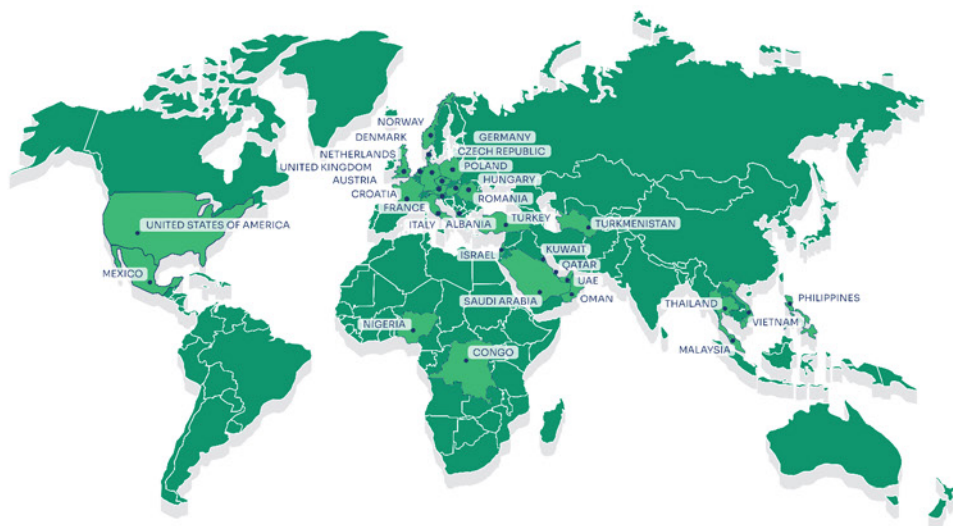 NORWAY
DENMARK
GERMANY
NETHERLANDS
CZECH REPUBLIC
UNITED KINGDOM
POLAND
AUSTRIA
HUNGARY
CROATIA
ROMANIA
FRANCE
ITALY
ALBANIA
TURKEY
UNITED STATES OF AMERICA
TURKMENISTAN
MEXICO
ISRAEL
KUWAIT
QATAR
UAE
SAUDI ARABIA
OMAN
NIGERIA
CONGO
THAILAND
PHILIPPINES
VIETNAM
MALAYSIA